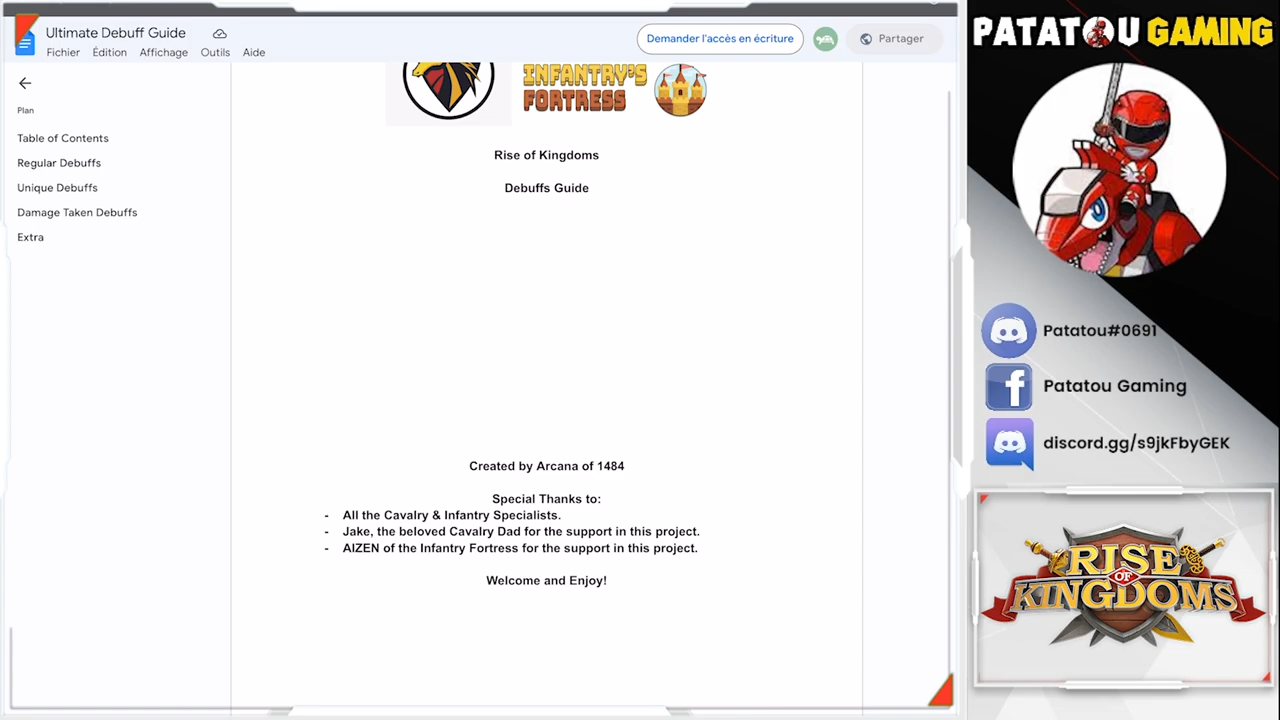 Ultimate Debuff Guide
Fichier Édition Affichage Outils Aide
Demander l'accès en écriture
Partager
Plan
Table of Contents
Regular Debuffs
Unique Debuffs
Damage Taken Debuffs
Extra
INFANTRY'S
FORTRESS
Rise of Kingdoms
Debuffs Guide
Created by Arcana of 1484
Special Thanks to:
- All the Cavalry & Infantry Specialists.
- Jake, the beloved Cavalry Dad for the support in this project.
- AIZEN of the Infantry Fortress for the support in this project.
Welcome and Enjoy!
PATATOU GAMING
Patatou#0691
Patatou Gaming
discord.gg/s9jkFbyGEK
RISE
OF
KINGDOMS